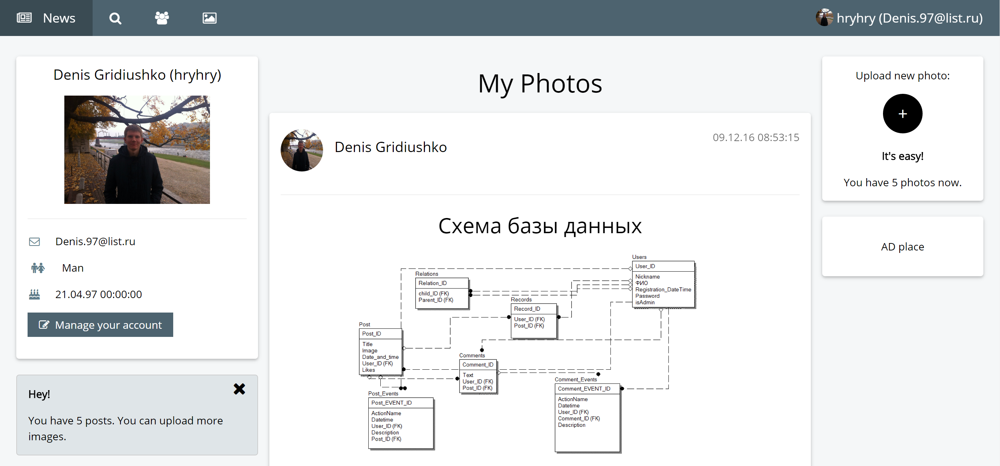 News
hryhry (Denis.97@list.ru)
Denis Gridiushko (hryhry)
Denis.97@list.ru
Man
21.04.97 00:00:00
Manage your account
Hey!
You have 5 posts. You can upload more
images.
My Photos
Denis Gridiushko
09.12.16 08:53:15
Схема базы данных
Users
User_ID
Nickname
ФИО
Registration_DateTime
Password
isAdmin
Relations
Relation_ID
child_ID (FK)
Parent_ID (FK)
Records
Record_ID
User_ID (FK)
Post_ID (FK)
Post
Post_ID
Title
Image
Date_and_time
User_ID (FK)
Likes
Comments
Comment_ID
Text
User_ID (FK)
Post_ID (FK)
Comment_Events
Comment_EVENT_ID
ActionName
Datetime
User_ID (FK)
Comment_ID (FK)
Description
Post_Events
Post_EVENT_ID
ActionName
Datetime
User_ID (FK)
Description
Post_ID (FK)
Upload new photo:
+
It's easy!
You have 5 photos now.
AD place